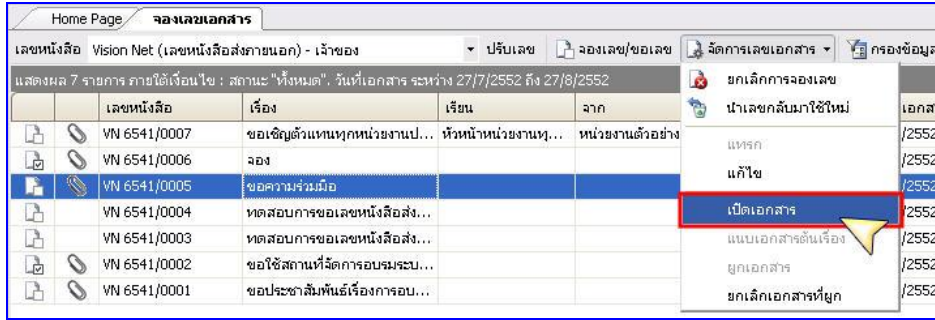 Home Page จองเลขเอกสาร
เลขหนังสือ Vision Net (เลขหนังสือส่งภายนอก) - เจ้าของ ปรับเลข จองเลข/ขอเลข จัดการเลขเอกสาร กรองข้อมูล
แสดงผล 7 รายการ ภายใต้เงื่อนไข : สถานะ "ทั้งหมด". วันที่เอกสาร ระหว่าง 27/7/2552 ถึง 27/8/2552
เลขหนังสือ เรื่อง เรียน จาก เอกส
VN 6541/0007 ขอเชิญตัวแทนทุกหน่วยงานป... หัวหน้าหน่วยงานทุ... หน่วยงานตัวอย่าง /2552
VN 6541/0006 จอง /2552
VN 6541/0005 ขอความร่วมมือ /2552
VN 6541/0004 ทดสอบการขอเลขหนังสือส่ง... /2552
VN 6541/0003 ทดสอบการขอเลขหนังสือส่ง... /2552
VN 6541/0002 ขอใช้สถานที่จัดการอบรมระบ... /2552
VN 6541/0001 ขอประชาสัมพันธ์เรื่องการอบ... /2552
ยกเลิกการจองเลข
นำเลขกลับมาใช้ใหม่
แทรก
แก้ไข
เปิดเอกสาร
แนบเอกสารต้นเรื่อง
ผูกเอกสาร
ยกเลิกเอกสารที่ผูก